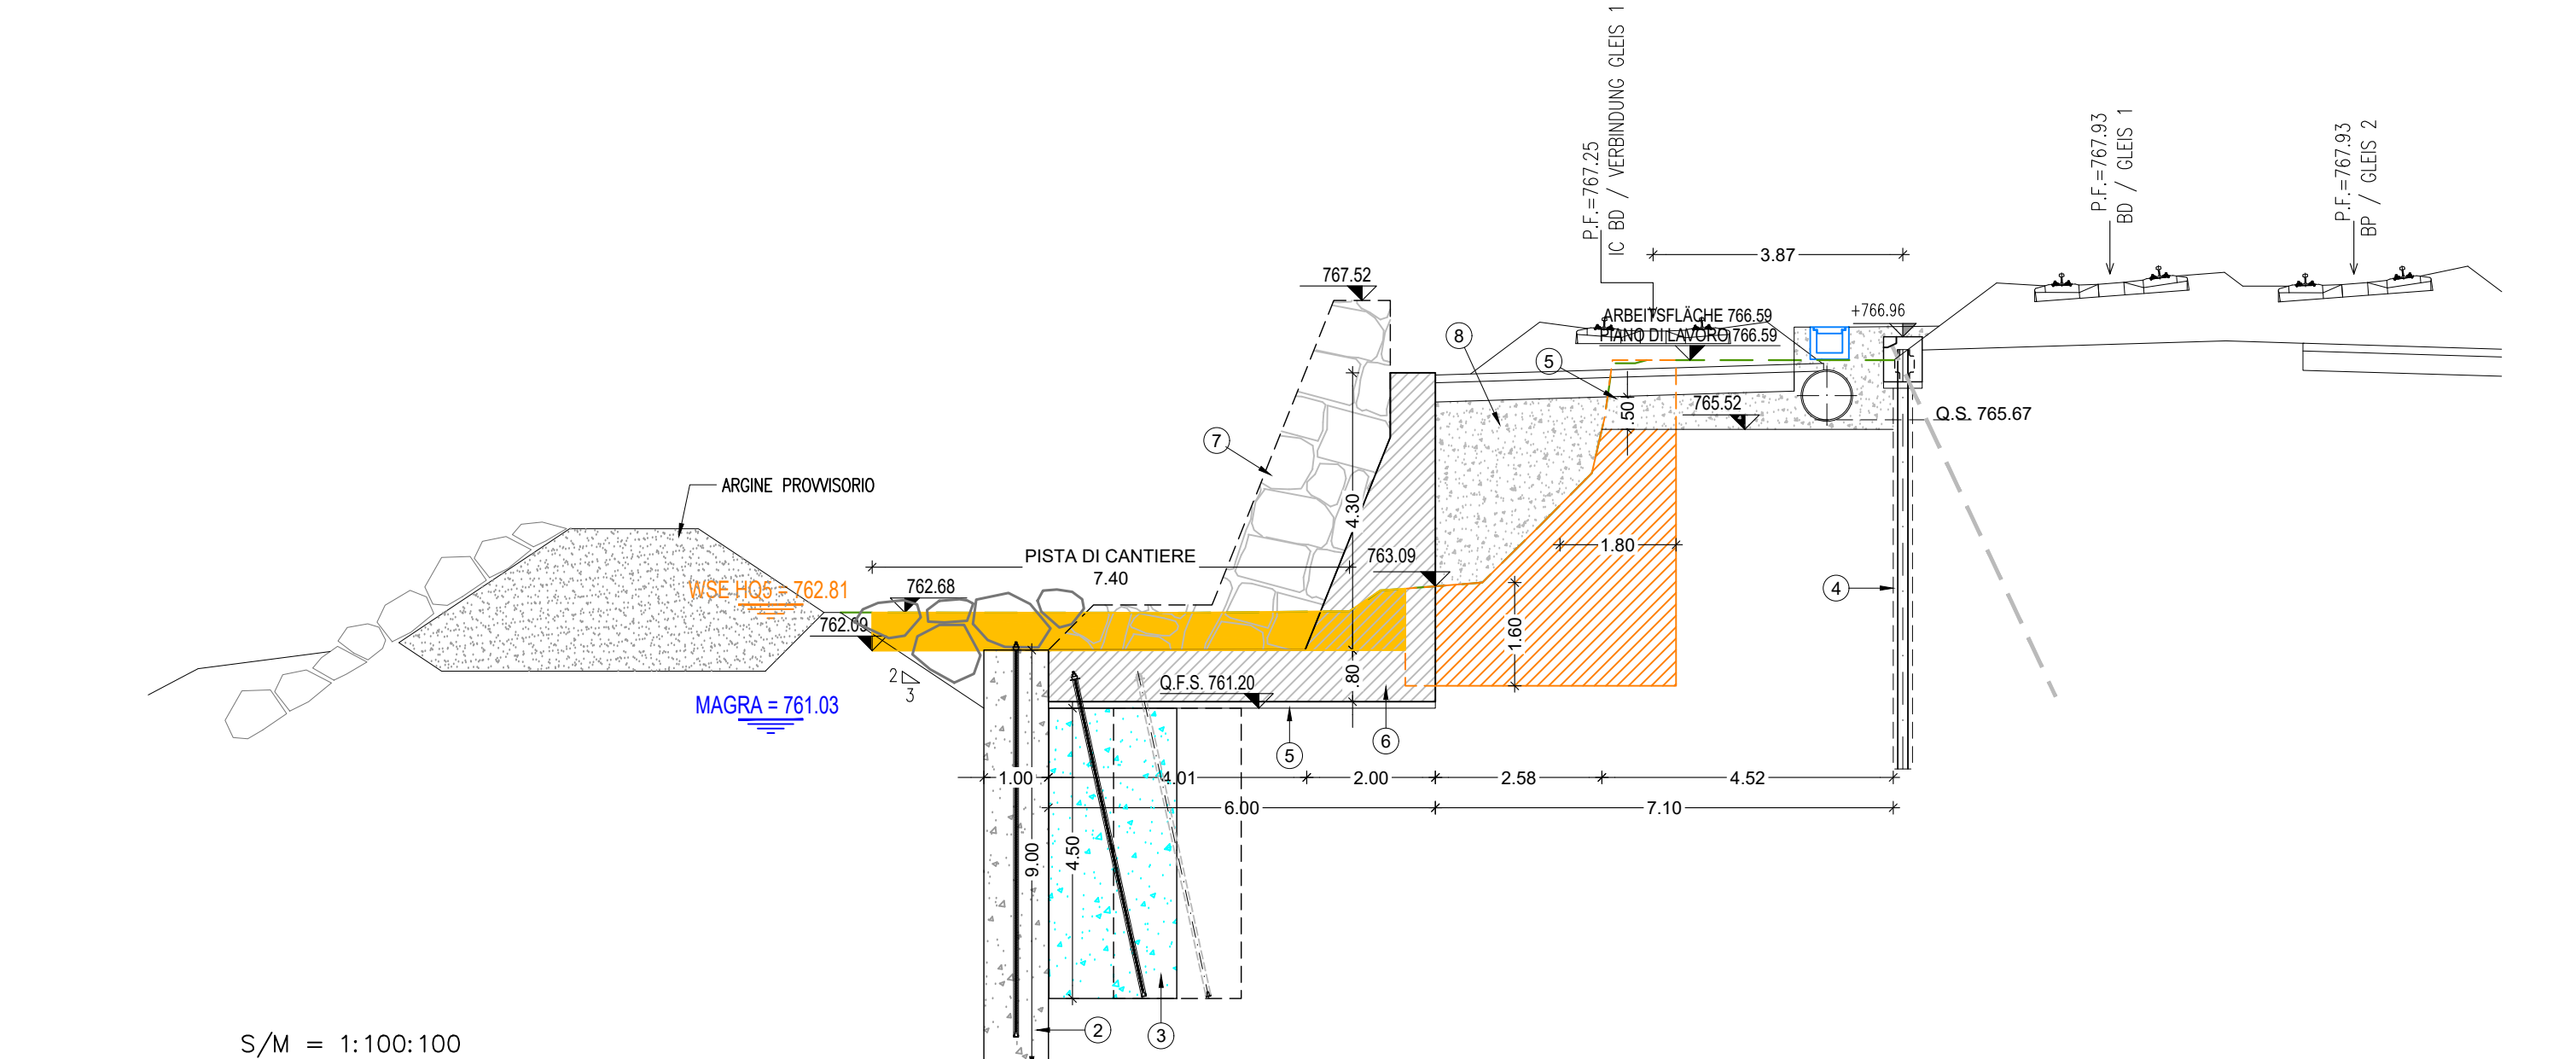 P.F.=767.25
IC BD / VERBINDUNG GLEIS 1
P.F.=767.93
BD / GLEIS 1
P.F.=767.93
BP / GLEIS 2
3.87
767.52
ARBEITSFLÄCHE 766.59
PIANO DI LAVORO 766.59
+766.96
8
5
.50
765.52
Q.S. 765.67
7
4.30
ARGINE PROVVISORIO
PISTA DI CANTIERE
7.40
763.09
1.80
WSE HQ5 = 762.81
762.68
762.09
4
1.60
2
3
.80
Q.F.S. 761.20
MAGRA = 761.03
5
6
1.00
4.01
2.00
2.58
4.52
6.00
7.10
9.00
4.50
2
3
S/M = 1:100:100